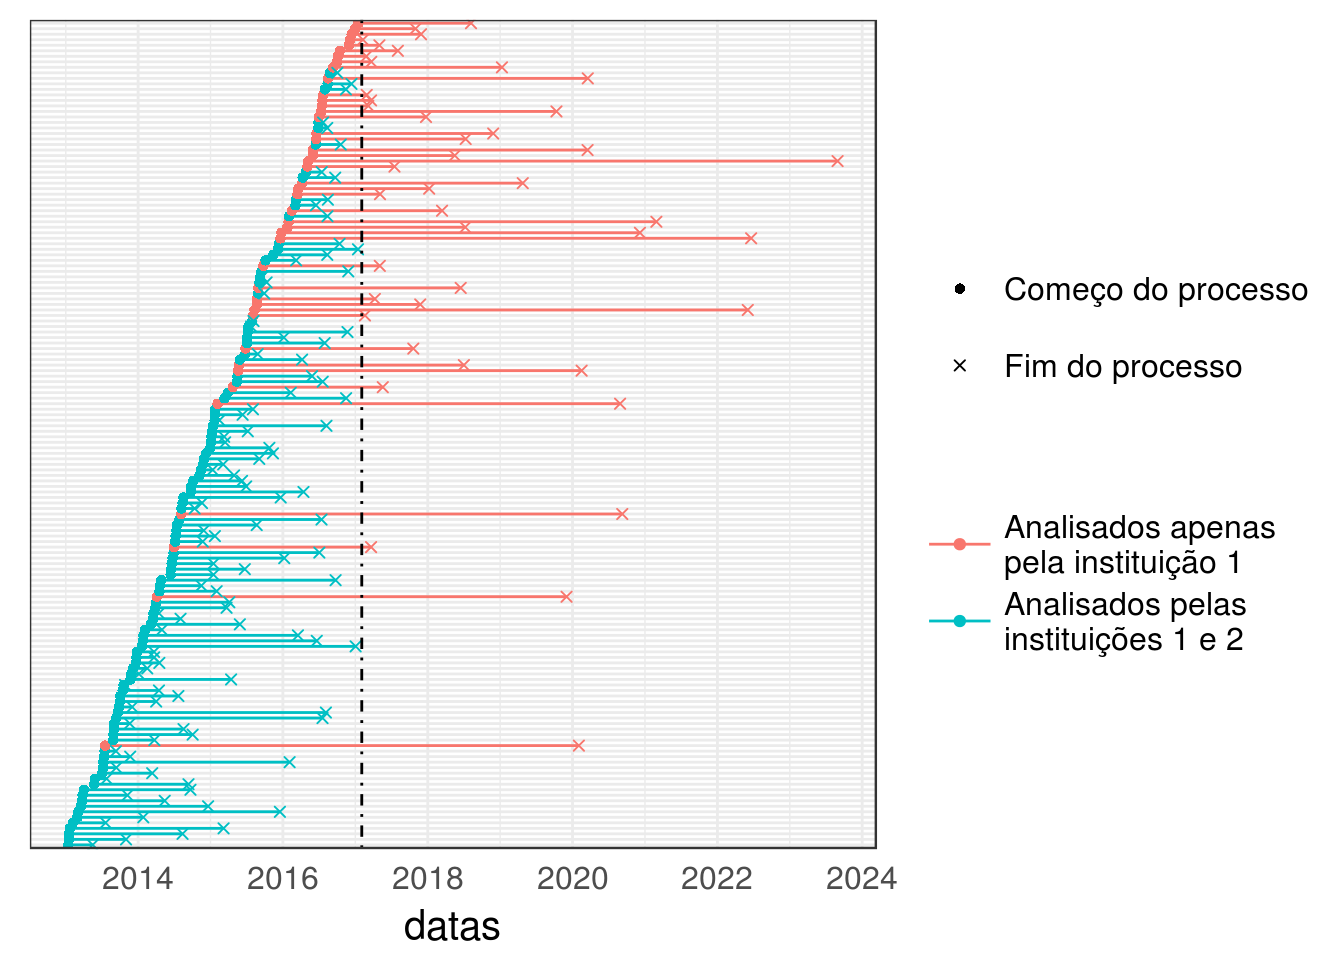 2014 2016 2018 2020 2022 2024
datas
Começo do processo
Fim do processo
Analisados apenas
pela instituição 1
Analisados pelas
instituições 1 e 2